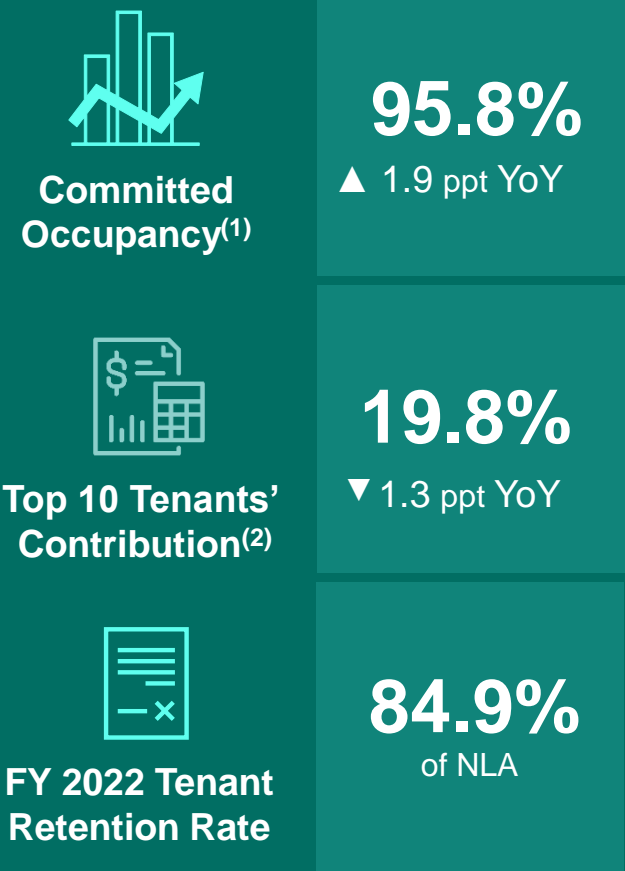 Committed
Occupancy(1)
95.8%
▲ 1.9 ppt YoY
$
Top 10 Tenants’
Contribution(2)
19.8%
▼ 1.3 ppt YoY
FY 2022 Tenant
Retention Rate
84.9%
of NLA